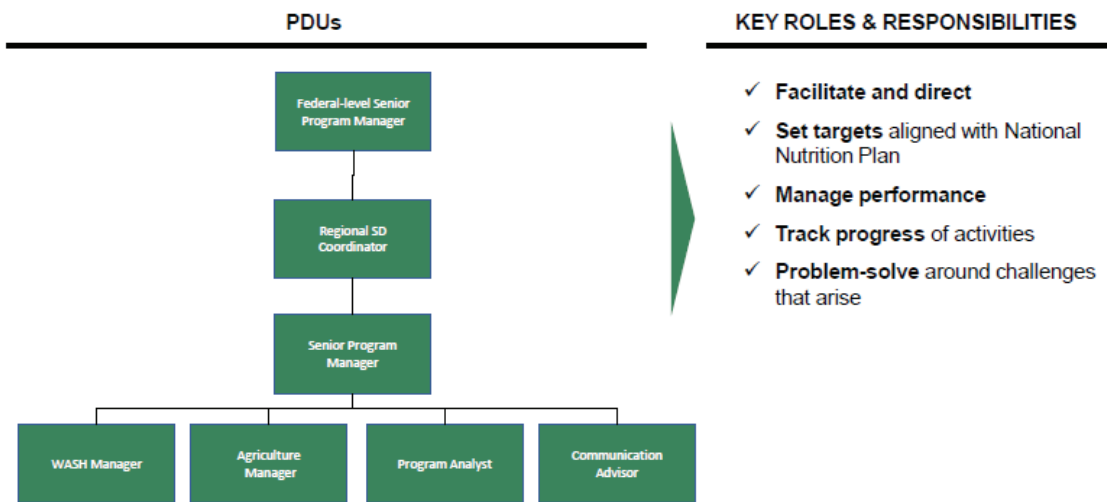 PDUs
Federal-level Senior
Program Manager
Regional SD
Coordinator
Senior Program
Manager
WASH Manager
Agriculture
Manager
Program Analyst
Communication
Advisor
KEY ROLES & RESPONSIBILITIES
✓ Facilitate and direct
✓ Set targets aligned with National
Nutrition Plan
✓ Manage performance
✓ Track progress of activities
✓ Problem-solve around challenges
that arise